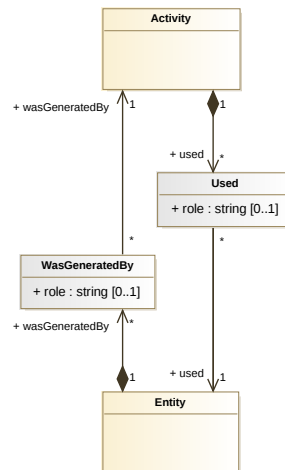 Activity
+ wasGeneratedBy
1
1
+ used
*
Used
+ role : string [0..1]
*
*
WasGeneratedBy
+ role : string [0..1]
+ wasGeneratedBy
*
1
+ used
1
Entity